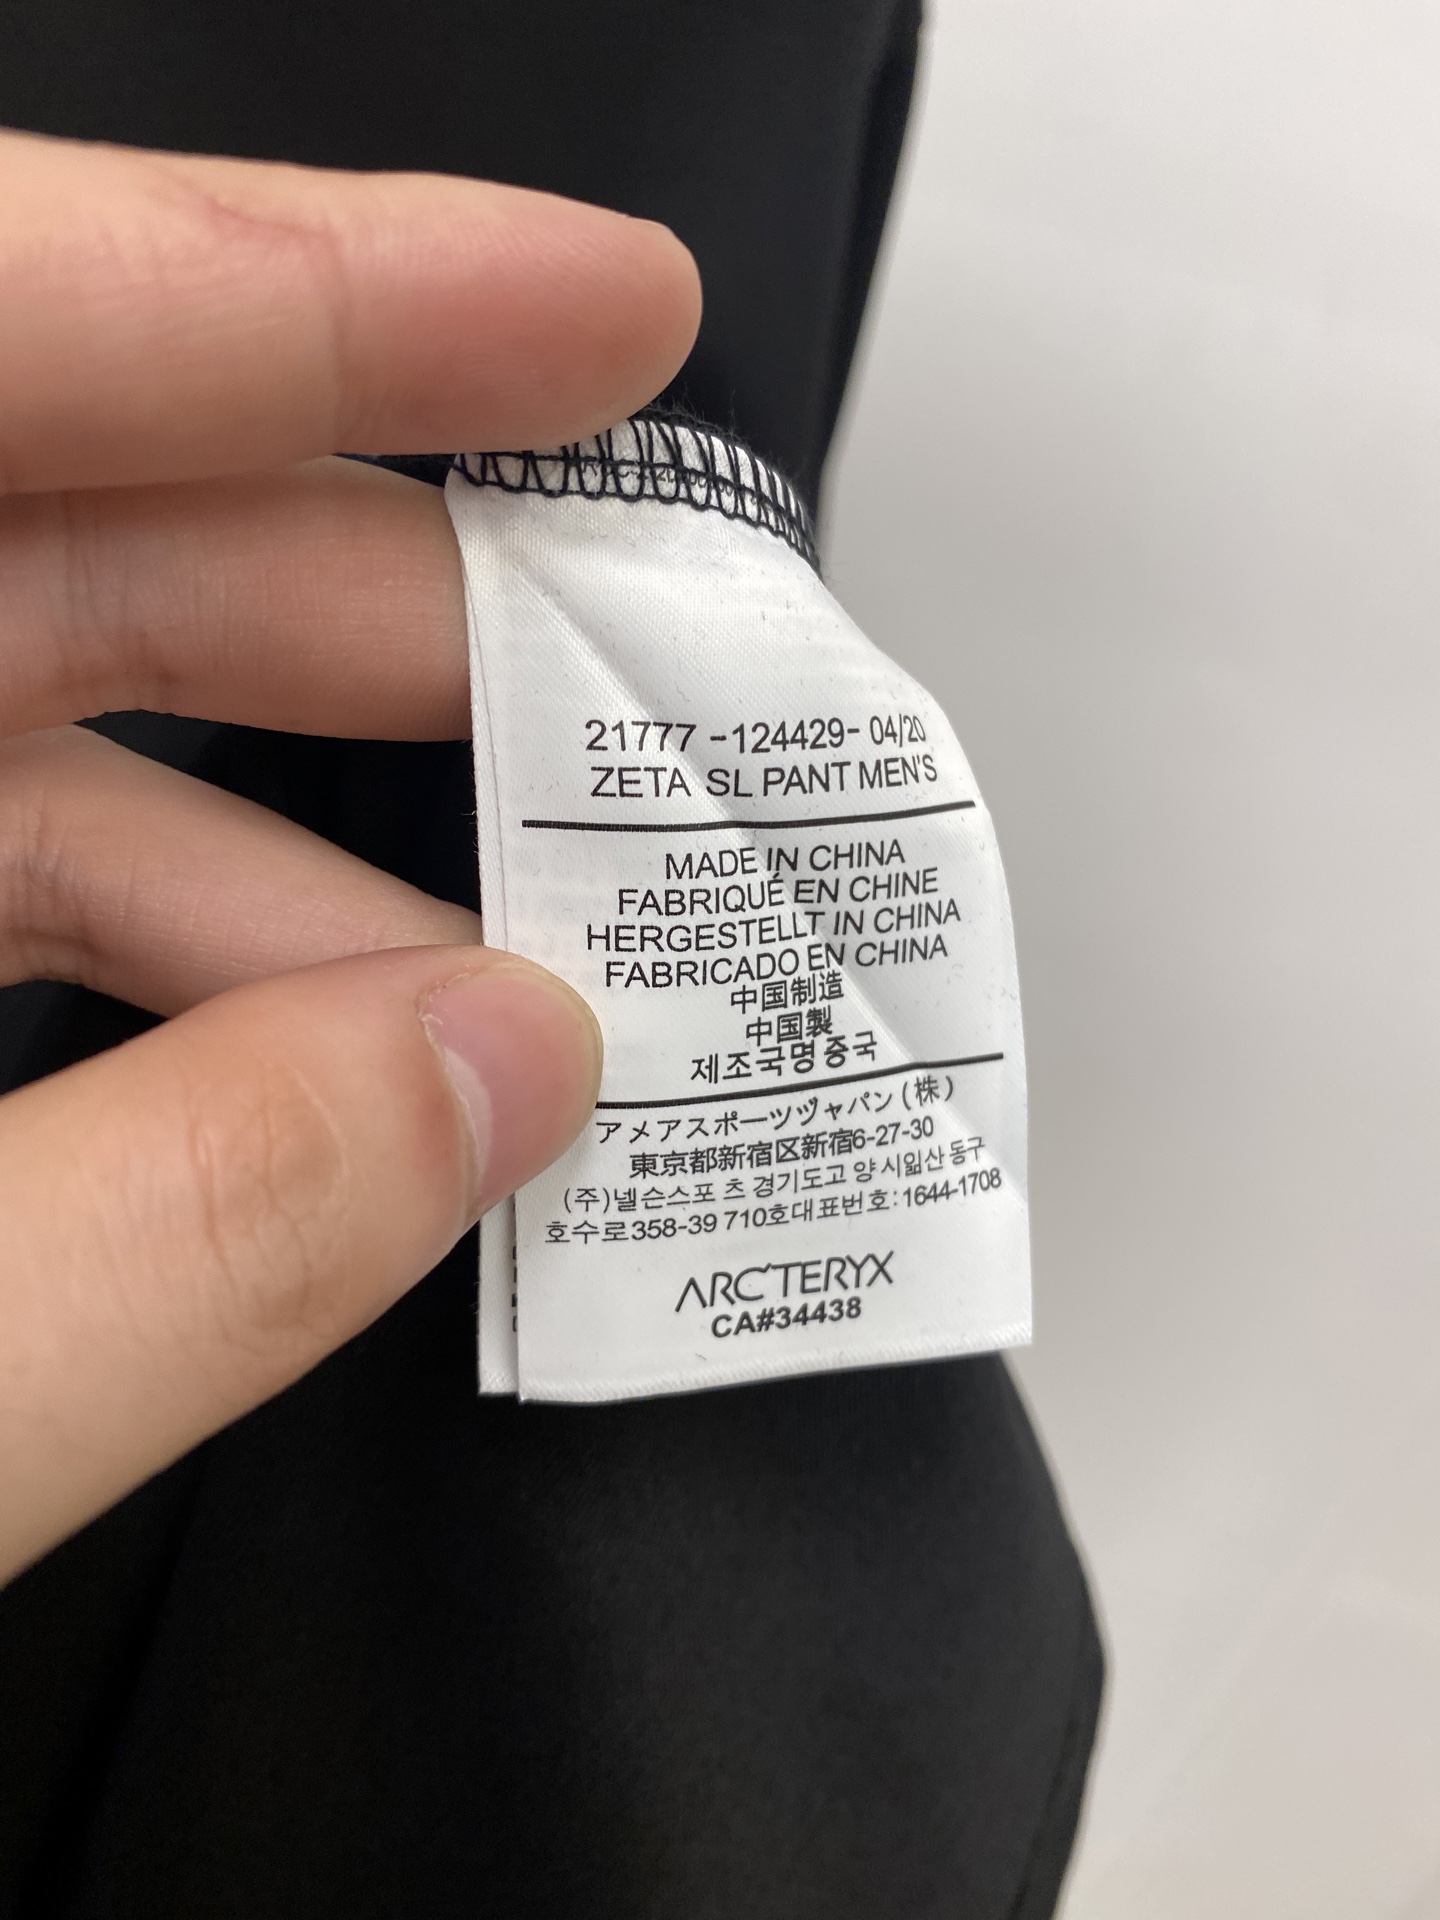 21777 -124429- 04/20
ZETA SL PANT MEN'S
MADE IN CHINA
FABRIQUÉ EN CHINE
HERGESTELLT IN CHINA
FABRICADO EN CHINA
中国制造
中国製
제조국명 중국
アメアスポーツヅャパン(株)
東京都新宿区新宿6-27-30
(주)넬슨스포 츠 경기도고 양 시일산 동구
호수로358-39 710호대표번호:1644-1708
ARC'TERYX
CA#34438